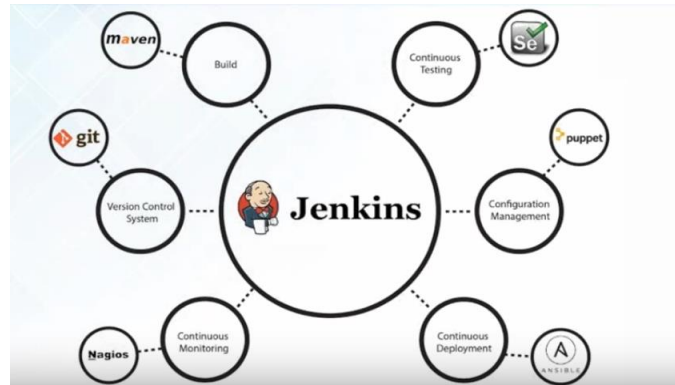 maven
Build
Continuous
Testing
Se
git
puppet
Version Control
System
Jenkins
Configuration
Management
Nagios
Continuous
Monitoring
Continuous
Deployment
A
ANSIBLE